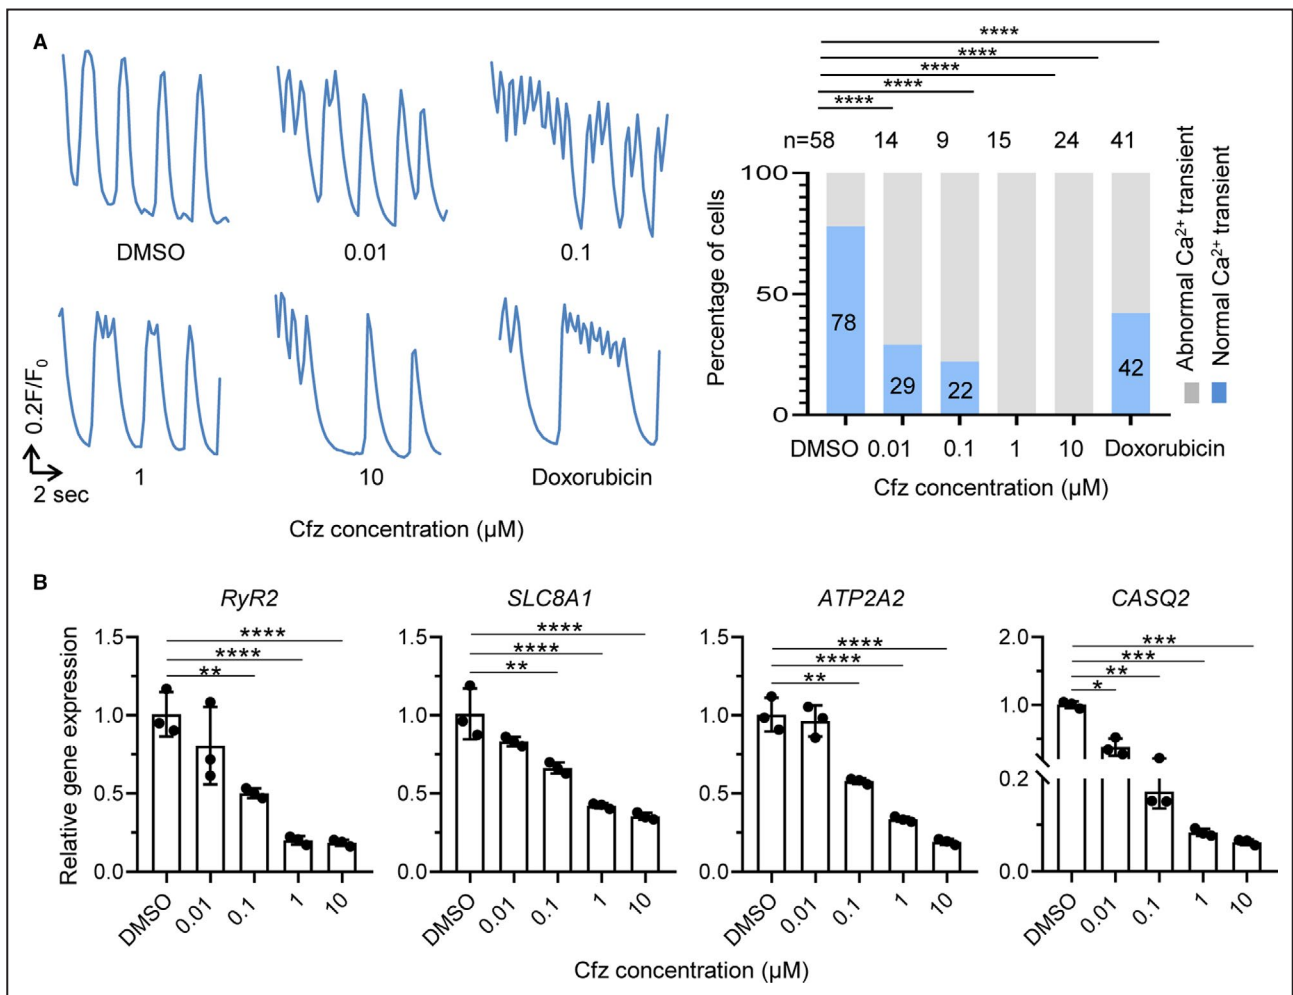 A
DMSO
0.01
0.1
1
10
Doxorubicin
0.2F/F0
2 sec
Cfz concentration (µM)
****
****
****
****
****
n=58 14 9 15 24 41
Percentage of cells
100
50
0
78
29
22
42
DMSO 0.01 0.1 1 10 Doxorubicin
Cfz concentration (µM)
Abnormal Ca2+ transient
Normal Ca2+ transient
B
Relative gene expression
RyR2
****
****
**
1.5
1.0
0.5
0.0
DMSO 0.01 0.1 1 10
SLC8A1
****
****
**
1.5
1.0
0.5
0.0
DMSO 0.01 0.1 1 10
ATP2A2
****
****
**
1.5
1.0
0.5
0.0
DMSO 0.01 0.1 1 10
CASQ2
***
***
**
*
2.0
1.0
0.2
0.0
DMSO 0.01 0.1 1 10
Cfz concentration (µM)